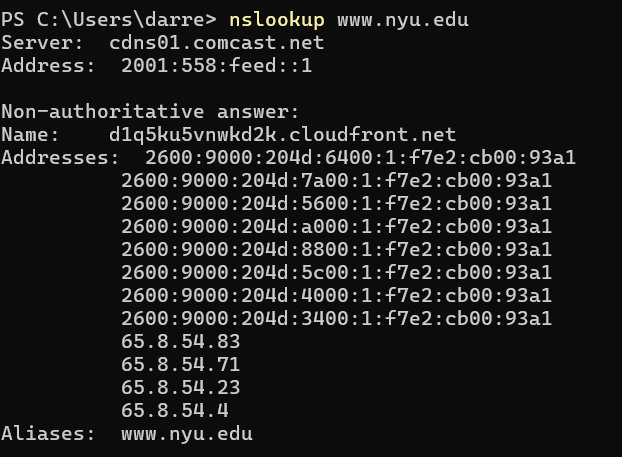 PS C:\Users\darre> nslookup www.nyu.edu
Server:  cdns01.comcast.net
Address:  2001:558:feed::1

Non-authoritative answer:
Name:    d1q5ku5vnwkd2k.cloudfront.net
Addresses:  2600:9000:204d:6400:1:f7e2:cb00:93a1
          2600:9000:204d:7a00:1:f7e2:cb00:93a1
          2600:9000:204d:5600:1:f7e2:cb00:93a1
          2600:9000:204d:a000:1:f7e2:cb00:93a1
          2600:9000:204d:8800:1:f7e2:cb00:93a1
          2600:9000:204d:5c00:1:f7e2:cb00:93a1
          2600:9000:204d:4000:1:f7e2:cb00:93a1
          2600:9000:204d:3400:1:f7e2:cb00:93a1
          65.8.54.83
          65.8.54.71
          65.8.54.23
          65.8.54.4
Aliases:  www.nyu.edu